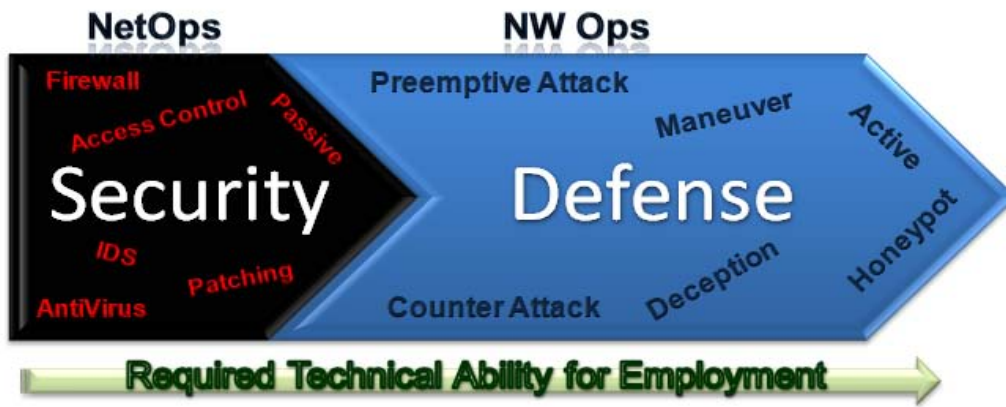 NetOps
NW Ops
Firewall
Access Control
Passive
Security
IDS
Patching
AntiVirus
Preemptive Attack
Maneuver
Active
Defense
Honeypot
Deception
Counter Attack
Required Technical Ability for Employment